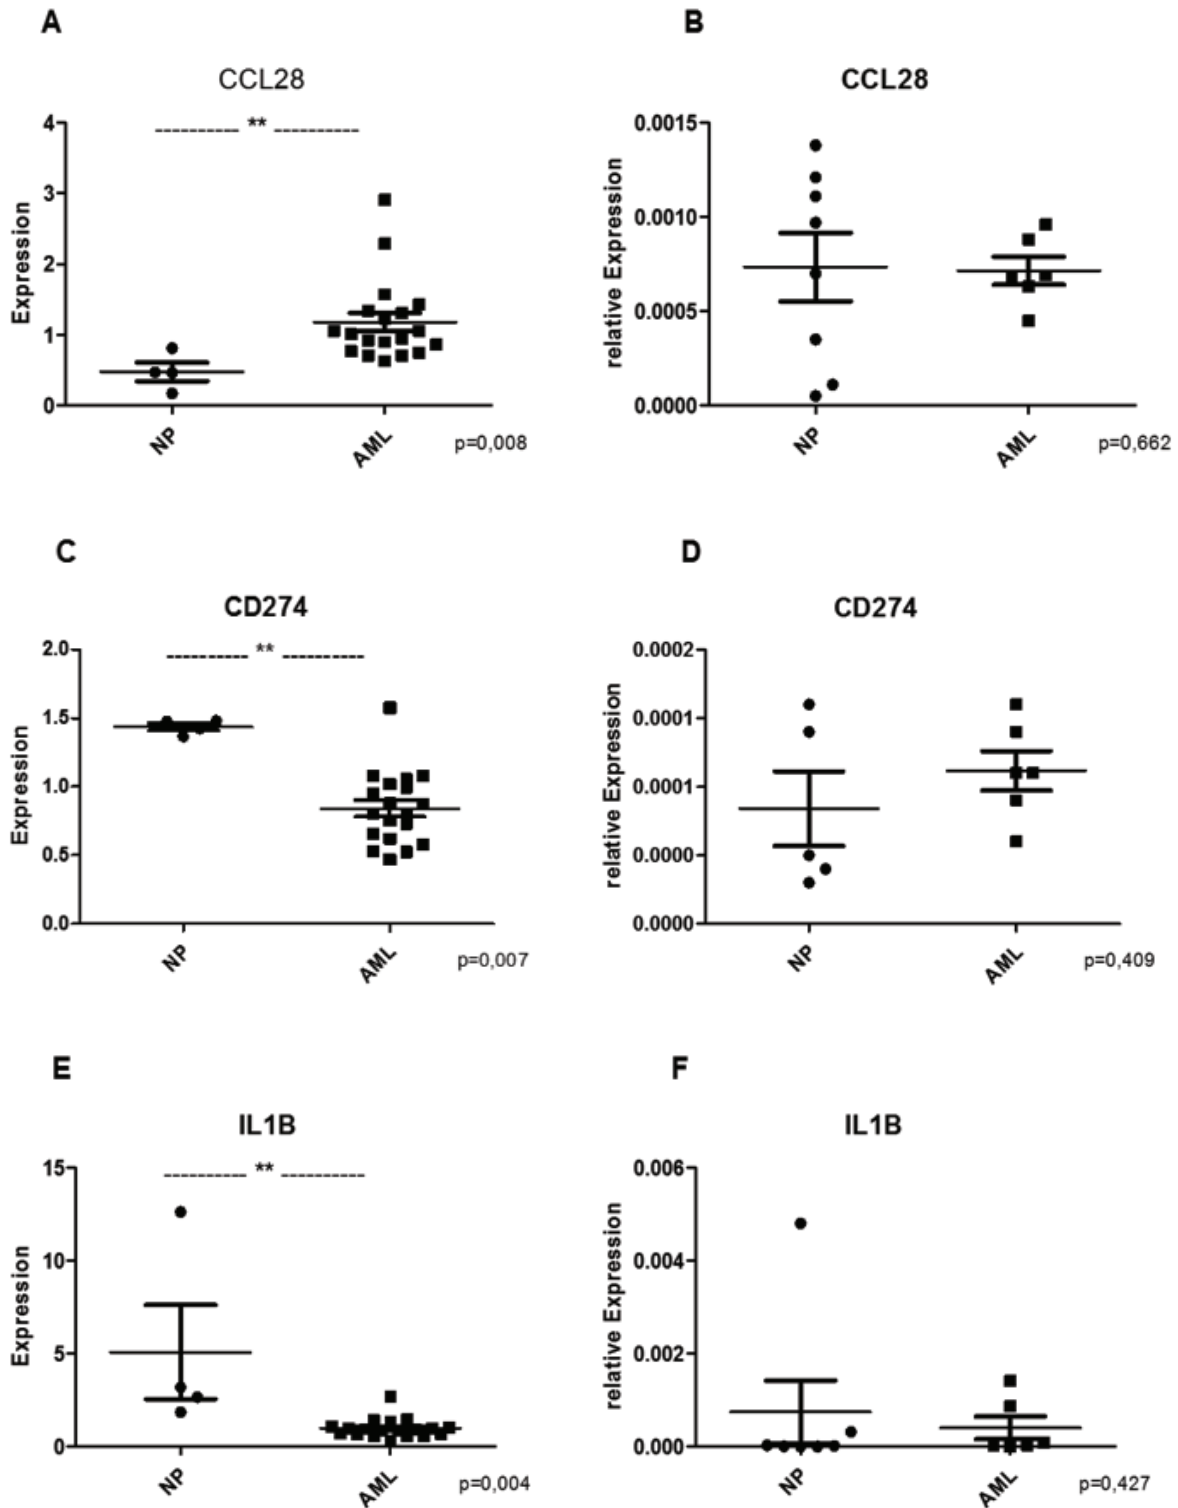 A
CCL28
**
Expression
4
3
2
1
0
NP
AML
p=0,008
B
CCL28
relative Expression
0.0015
0.0010
0.0005
0.0000
NP
AML
p=0,662
C
CD274
**
Expression
2.0
1.5
1.0
0.5
0.0
NP
AML
p=0,007
D
CD274
relative Expression
0.0002
0.0001
0.0001
0.0000
0.0000
NP
AML
p=0,409
E
IL1B
**
Expression
15
10
5
0
NP
AML
p=0,004
F
IL1B
relative Expression
0.006
0.004
0.002
0.000
NP
AML
p=0,427